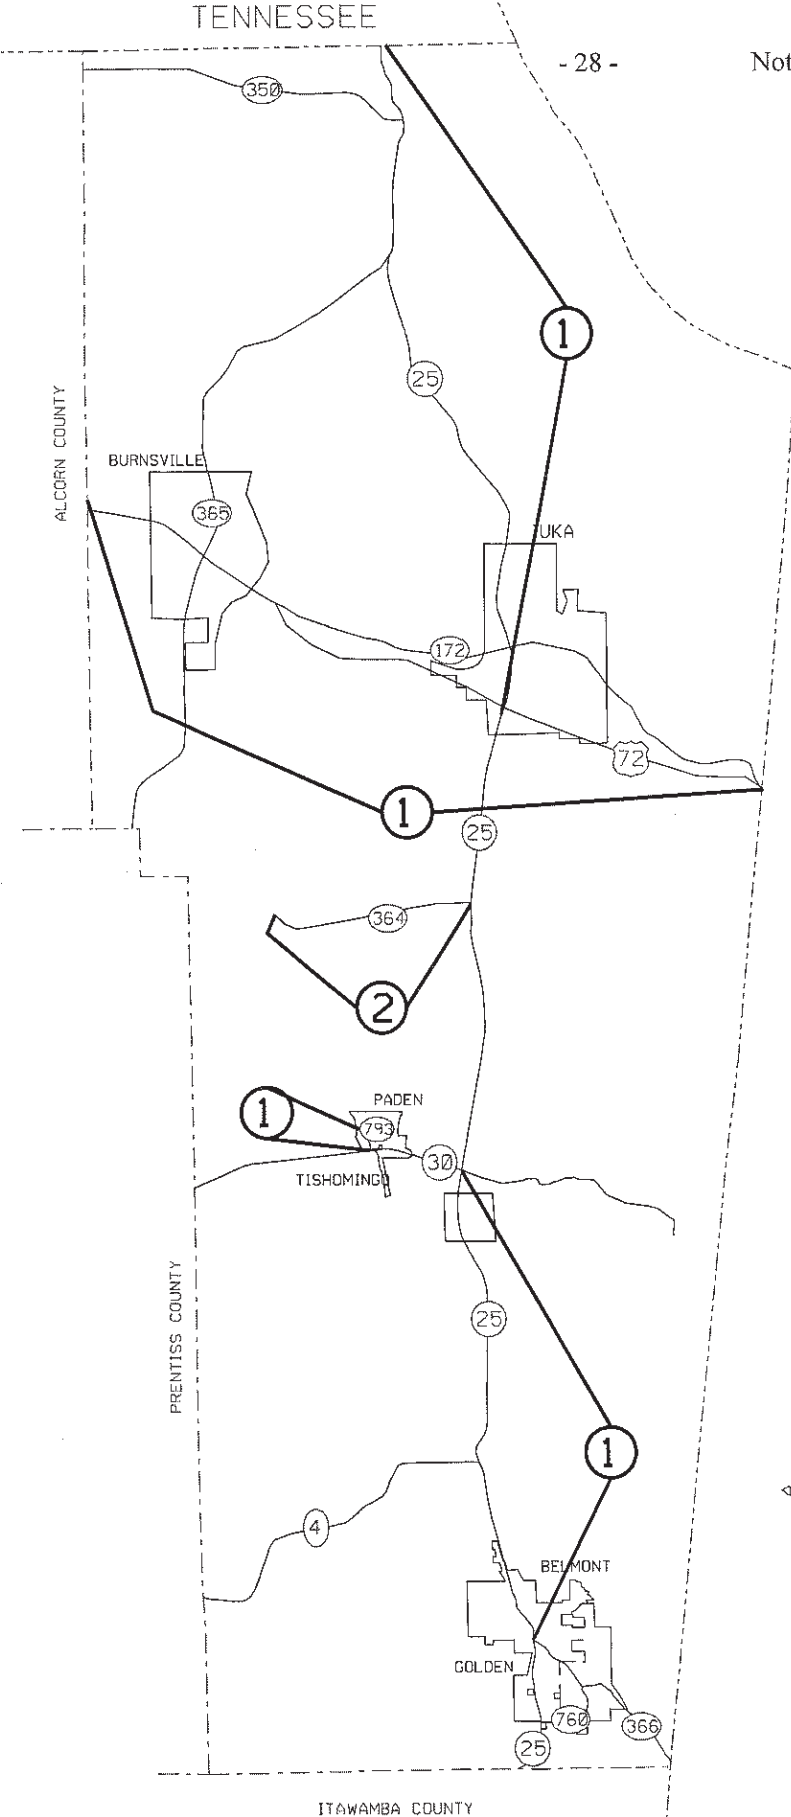 TENNESSEE
- 28 -
Not
350
1
25
ALCORN COUNTY
BURNSVILLE
365
UKA
172
72
1
25
364
2
PADEN
1
793
30
TISHOMINGO
PRENTISS COUNTY
25
1
4
BELMONT
GOLDEN
760
366
25
ITAWAMBA COUNTY